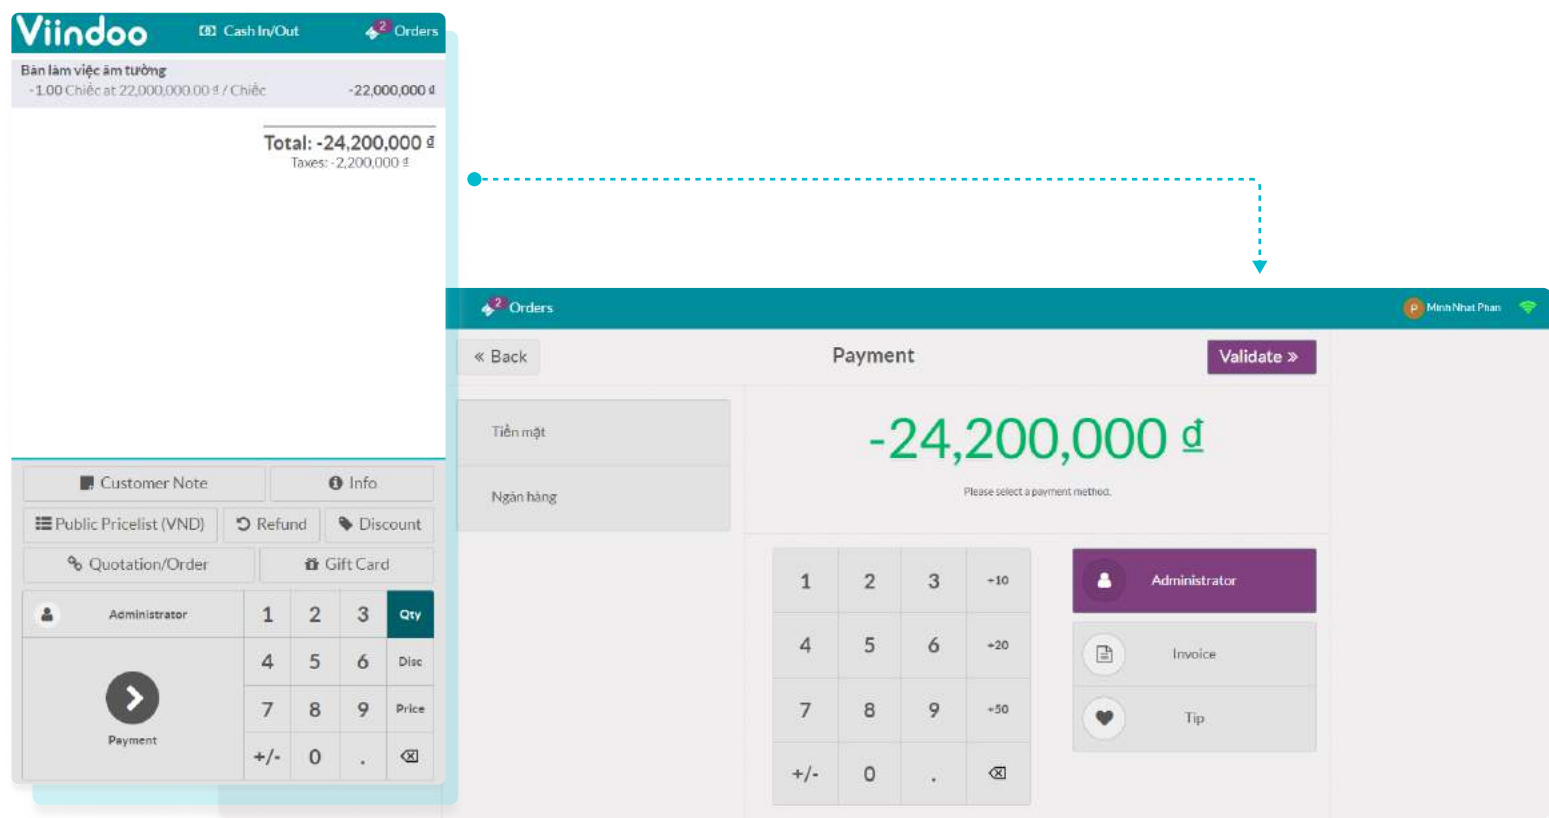 Viindoo Cash In/Out 2 Orders
Bàn làm việc âm tường
-1.00 Chiếc at 22,000,000.00 ₫ / Chiếc -22,000,000 ₫
Total: -24,200,000 ₫
Taxes: -2,200,000 ₫
Customer Note Info
Public Pricelist (VND) Refund Discount
Quotation/Order Gift Card
Administrator 1 2 3 Qty
4 5 6 Disc
7 8 9 Price
Payment
+/- 0 .
2 Orders P Minh Nhat Phan
« Back Payment Validate »
Tiền mặt
-24,200,000 ₫
Ngân hàng
Please select a payment method.
1 2 3 +10 Administrator
4 5 6 +20 Invoice
7 8 9 +50 Tip
+/- 0 .